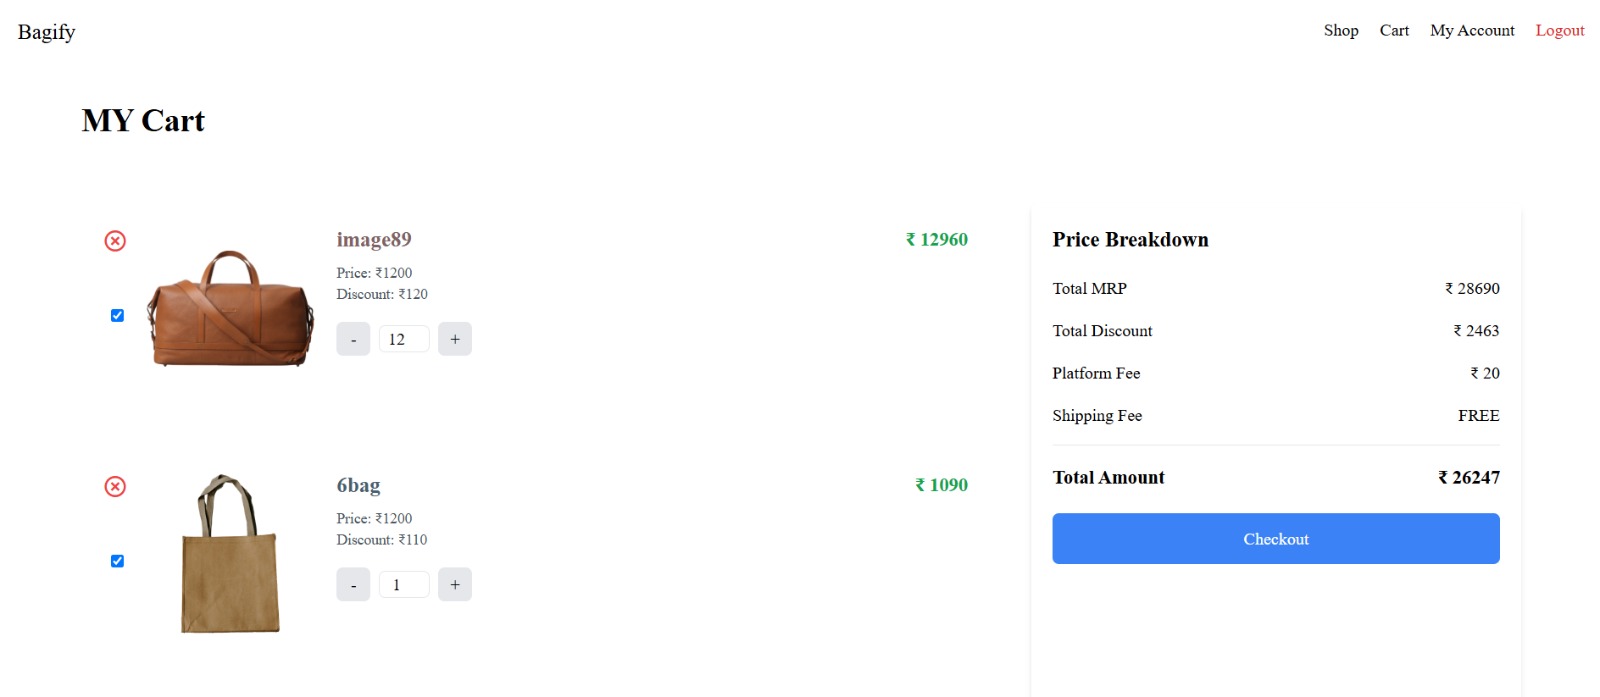 Bagify
Shop Cart My Account Logout
MY Cart
image89
₹ 12960
Price: ₹1200
Discount: ₹120
- 12 +
6bag
₹ 1090
Price: ₹1200
Discount: ₹110
- 1 +
Price Breakdown
Total MRP ₹ 28690
Total Discount ₹ 2463
Platform Fee ₹ 20
Shipping Fee FREE
Total Amount ₹ 26247
Checkout